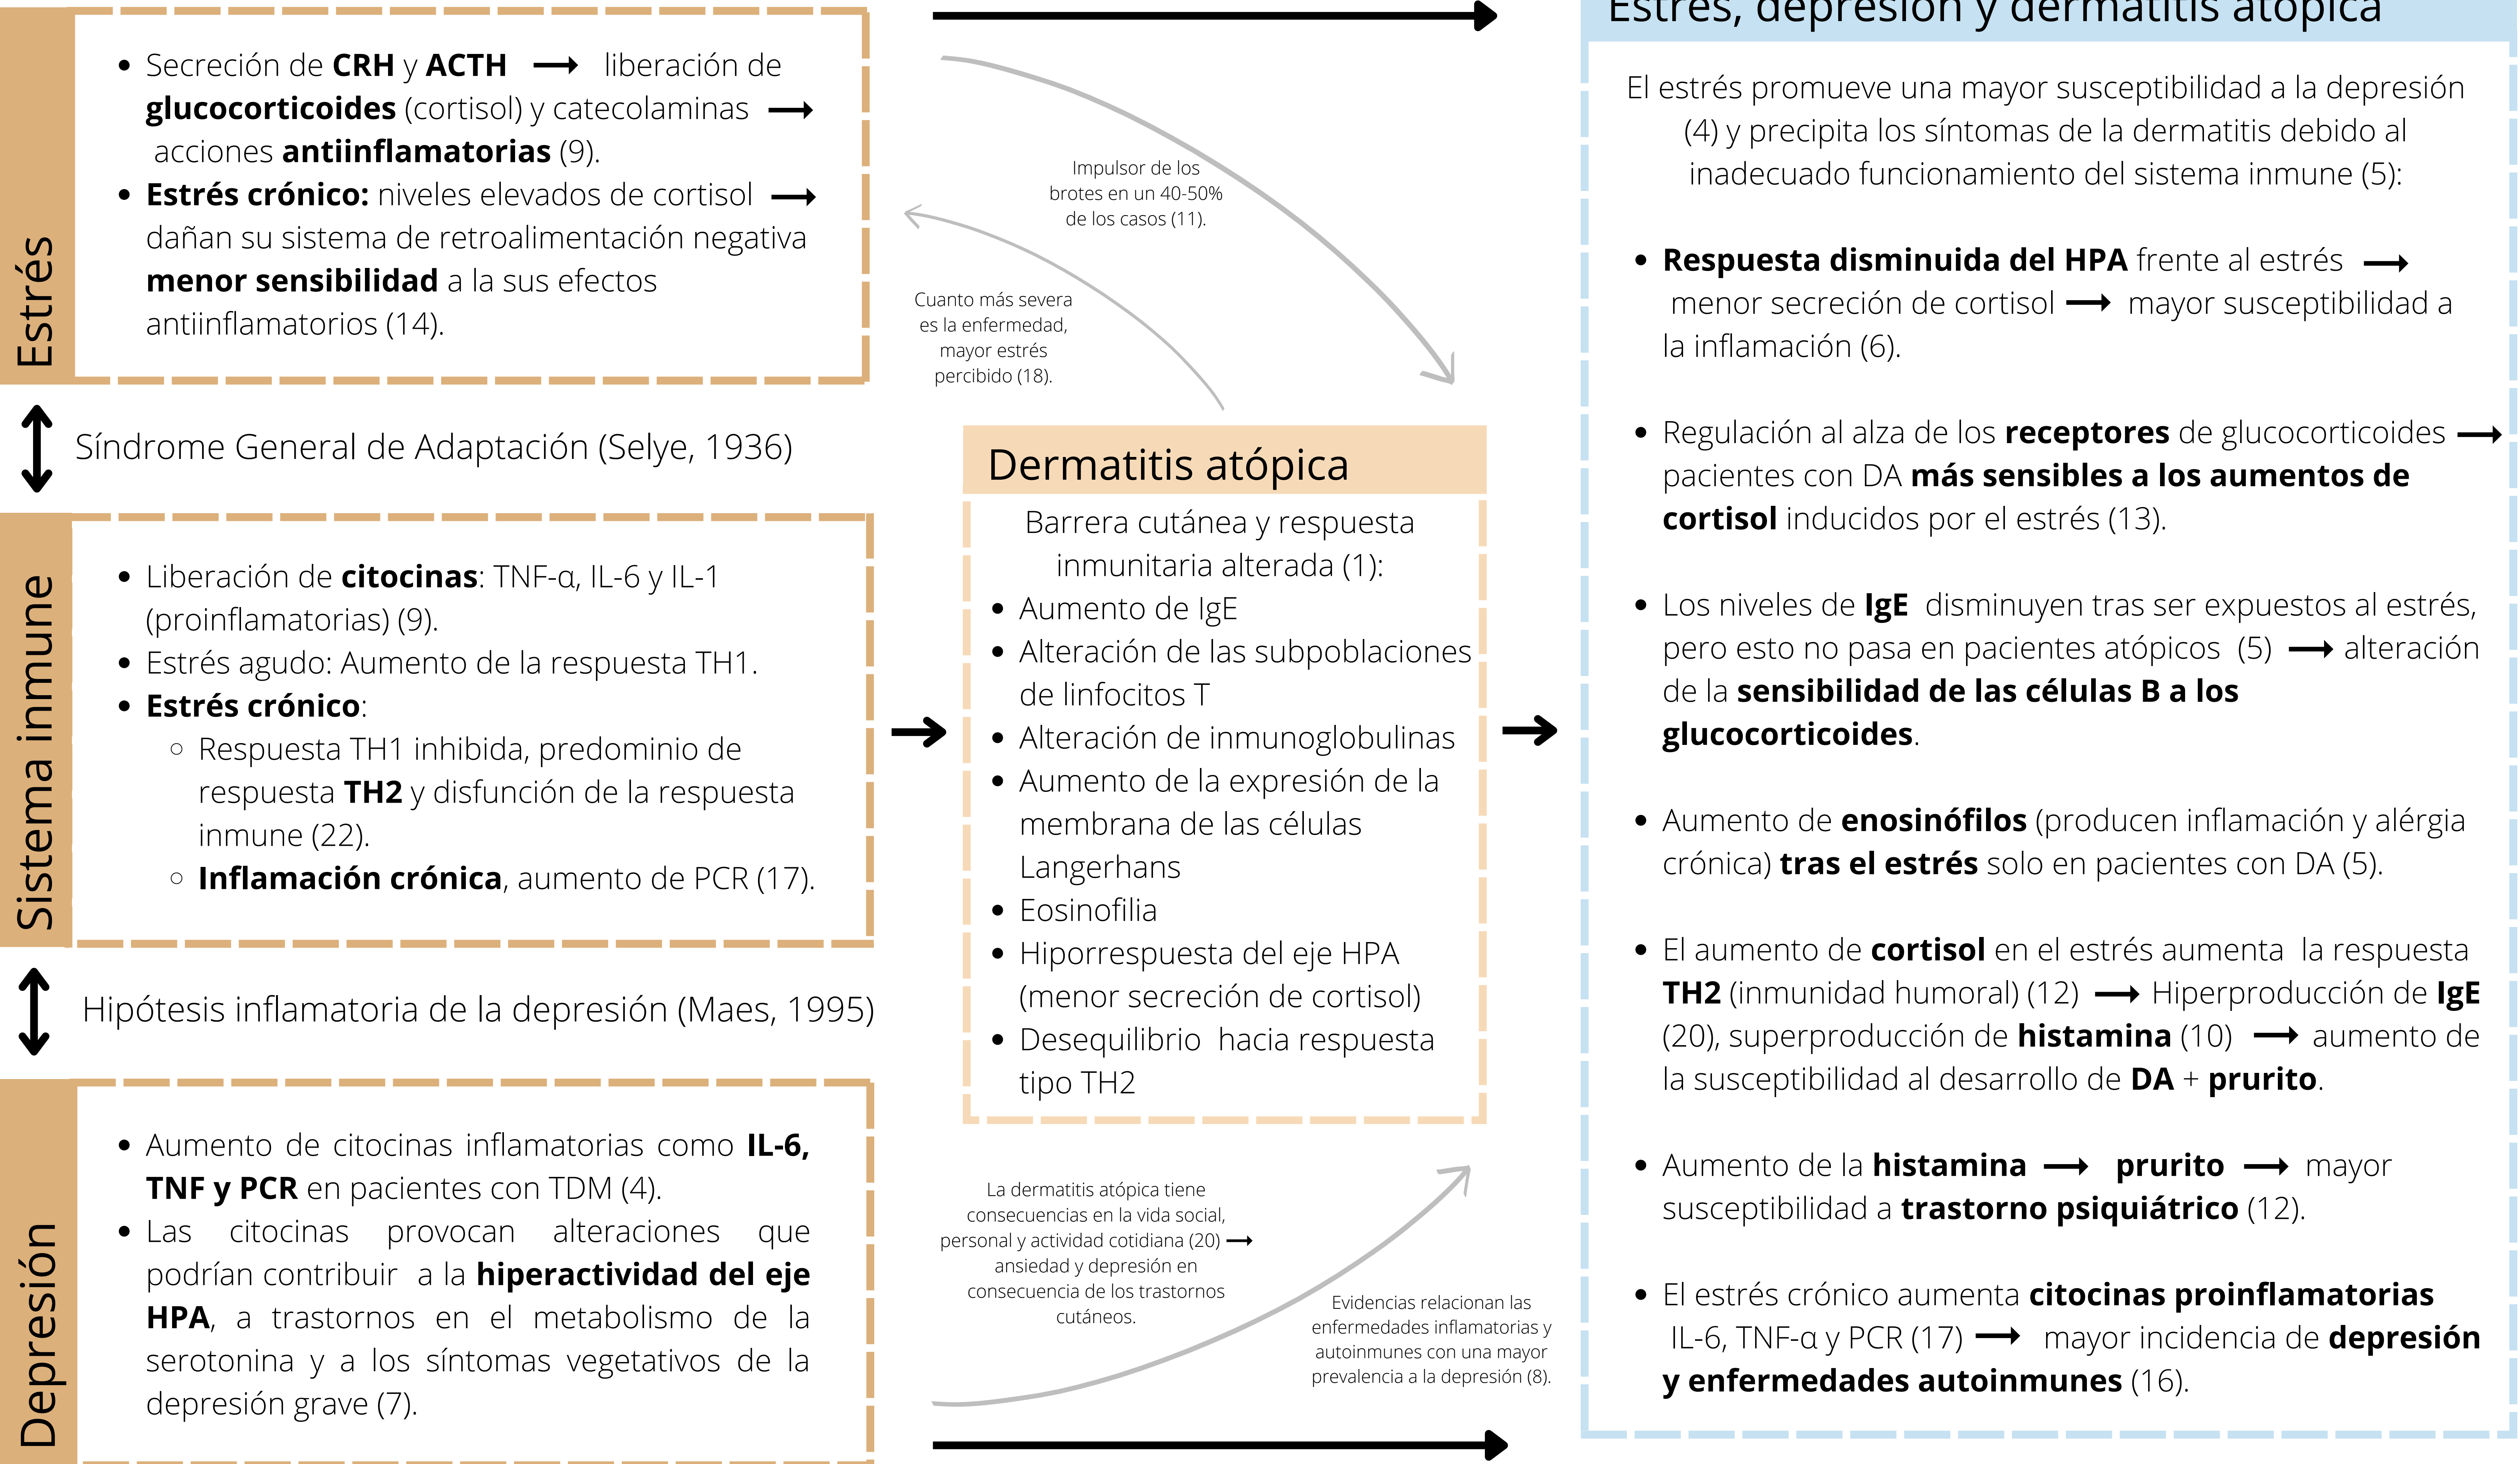 Estrés
Secreción de CRH y ACTH → liberación de
glucocorticoides (cortisol) y catecolaminas →
acciones antiinflamatorias (9).
Estrés crónico: niveles elevados de cortisol →
dañan su sistema de retroalimentación negativa
menor sensibilidad a la sus efectos
antiinflamatorios (14).
Síndrome General de Adaptación (Selye, 1936)
Sistema inmune
Liberación de citocinas: TNF-α, IL-6 y IL-1
(proinflamatorias) (9).
Estrés agudo: Aumento de la respuesta TH1.
Estrés crónico:
Respuesta TH1 inhibida, predominio de
respuesta TH2 y disfunción de la respuesta
inmune (22).
Inflamación crónica, aumento de PCR (17).
Hipótesis inflamatoria de la depresión (Maes, 1995)
Depresión
Aumento de citocinas inflamatorias como IL-6,
TNF y PCR en pacientes con TDM (4).
Las citocinas provocan alteraciones que
podrían contribuir a la hiperactividad del eje
HPA, a trastornos en el metabolismo de la
serotonina y a los síntomas vegetativos de la
depresión grave (7).
Impulsor de los
brotes en un 40-50%
de los casos (11).
Cuanto más severa
es la enfermedad,
mayor estrés
percibido (18).
Dermatitis atópica
Barrera cutánea y respuesta
inmunitaria alterada (1):
Aumento de IgE
Alteración de las subpoblaciones
de linfocitos T
Alteración de inmunoglobulinas
Aumento de la expresión de la
membrana de las células
Langerhans
Eosinofilia
Hiporrespuesta del eje HPA
(menor secreción de cortisol)
Desequilibrio hacia respuesta
tipo TH2
La dermatitis atópica tiene
consecuencias en la vida social,
personal y actividad cotidiana (20) →
ansiedad y depresión en
consecuencia de los trastornos
cutáneos.
Evidencias relacionan las
enfermedades inflamatorias y
autoinmunes con una mayor
prevalencia a la depresión (8).
Estrés, depresión y dermatitis atópica
El estrés promueve una mayor susceptibilidad a la depresión
(4) y precipita los síntomas de la dermatitis debido al
inadecuado funcionamiento del sistema inmune (5):
Respuesta disminuida del HPA frente al estrés →
menor secreción de cortisol → mayor susceptibilidad a
la inflamación (6).
Regulación al alza de los receptores de glucocorticoides →
pacientes con DA más sensibles a los aumentos de
cortisol inducidos por el estrés (13).
Los niveles de IgE disminuyen tras ser expuestos al estrés,
pero esto no pasa en pacientes atópicos (5) → alteración
de la sensibilidad de las células B a los
glucocorticoides.
Aumento de enosinófilos (producen inflamación y alérgia
crónica) tras el estrés solo en pacientes con DA (5).
El aumento de cortisol en el estrés aumenta la respuesta
TH2 (inmunidad humoral) (12) → Hiperproducción de IgE
(20), superproducción de histamina (10) → aumento de
la susceptibilidad al desarrollo de DA + prurito.
Aumento de la histamina → prurito → mayor
susceptibilidad a trastorno psiquiátrico (12).
El estrés crónico aumenta citocinas proinflamatorias
IL-6, TNF-α y PCR (17) → mayor incidencia de depresión
y enfermedades autoinmunes (16).